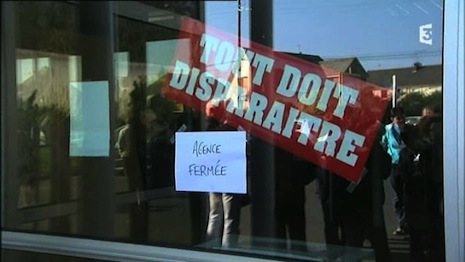 3
TOUT DOIT
DISPARAITRE
AGENCE
FERMÉE